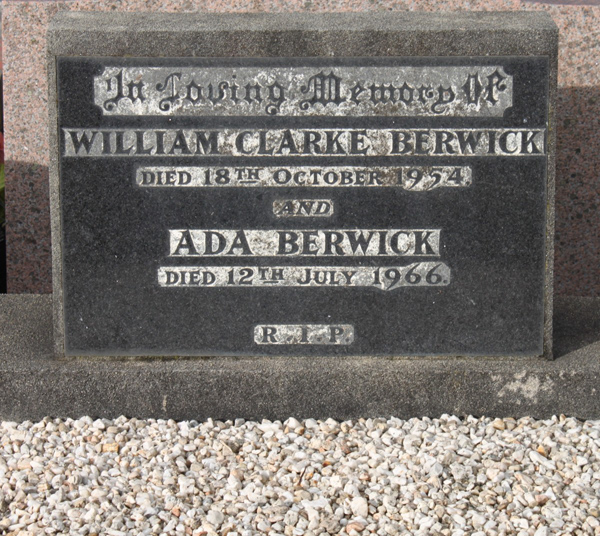 In Loving Memory Of
WILLIAM CLARKE BERWICK
DIED 18TH OCTOBER 1954.
AND
ADA BERWICK
DIED 12TH JULY 1966.
R.I.P.